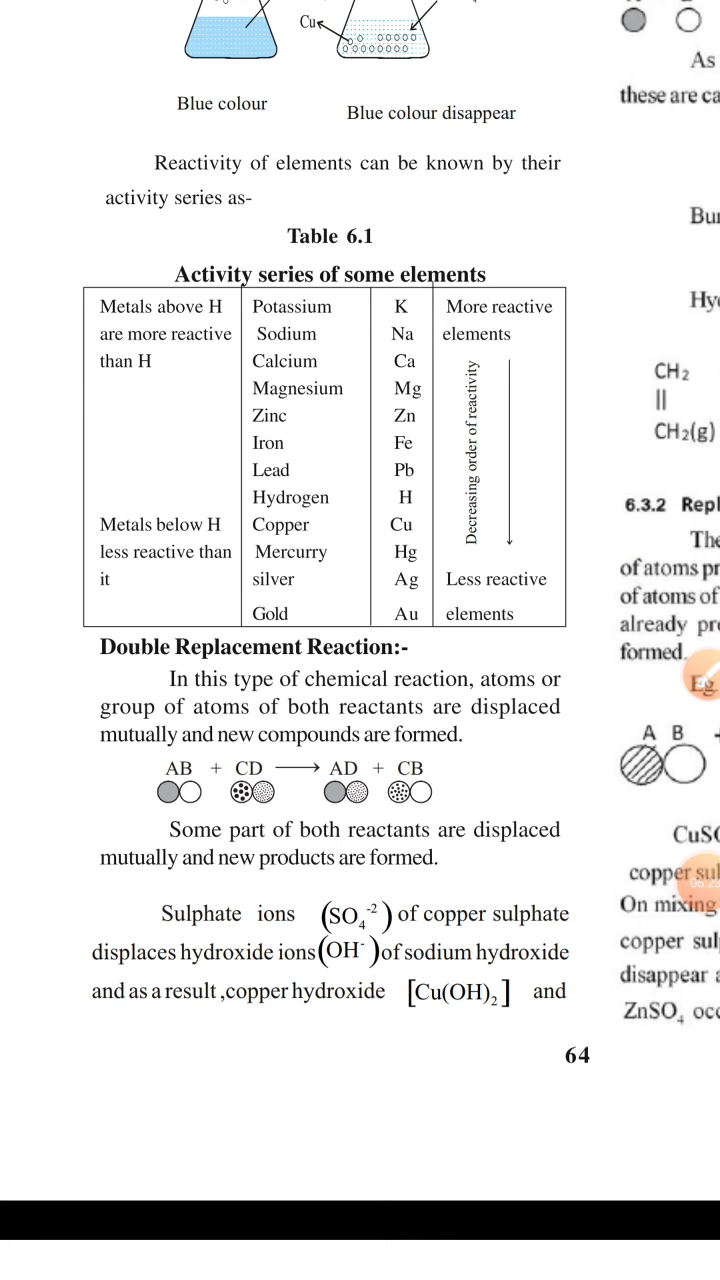 Cu
Blue colour
Blue colour disappear
Reactivity of elements can be known by their
activity series as-
Table 6.1
Activity series of some elements
Metals above H Potassium K More reactive
are more reactive Sodium Na elements
than H Calcium Ca
Magnesium Mg
Zinc Zn
Iron Fe
Lead Pb
Hydrogen H
Metals below H Copper Cu
less reactive than Mercurry Hg
it silver Ag Less reactive
Gold Au elements
Decreasing order of reactivity
Double Replacement Reaction:-
In this type of chemical reaction, atoms or
group of atoms of both reactants are displaced
mutually and new compounds are formed.
AB + CD ⟶ AD + CB
Some part of both reactants are displaced
mutually and new products are formed.
Sulphate ions (SO₄⁻²) of copper sulphate
displaces hydroxide ions (OH⁻) of sodium hydroxide
and as a result ,copper hydroxide [Cu(OH)₂] and
64
As
these are ca
Bu
Hy
CH₂
||
CH₂(g)
6.3.2 Repl
The
of atoms pr
of atoms of
already pr
formed.
Eg
A B
CuS
copper sul
On mixing
copper sul
disappear a
ZnSO₄ occ